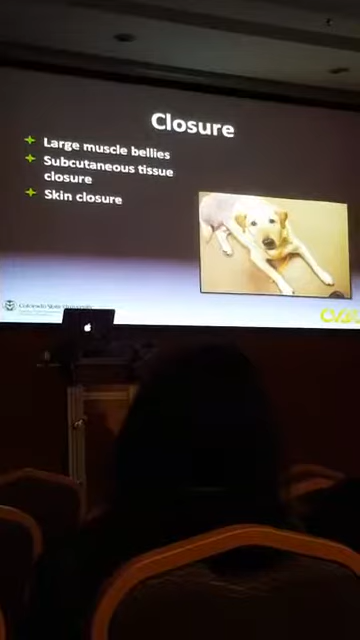 Closure
Large muscle bellies
Subcutaneous tissue
closure
Skin closure
Colorado State University